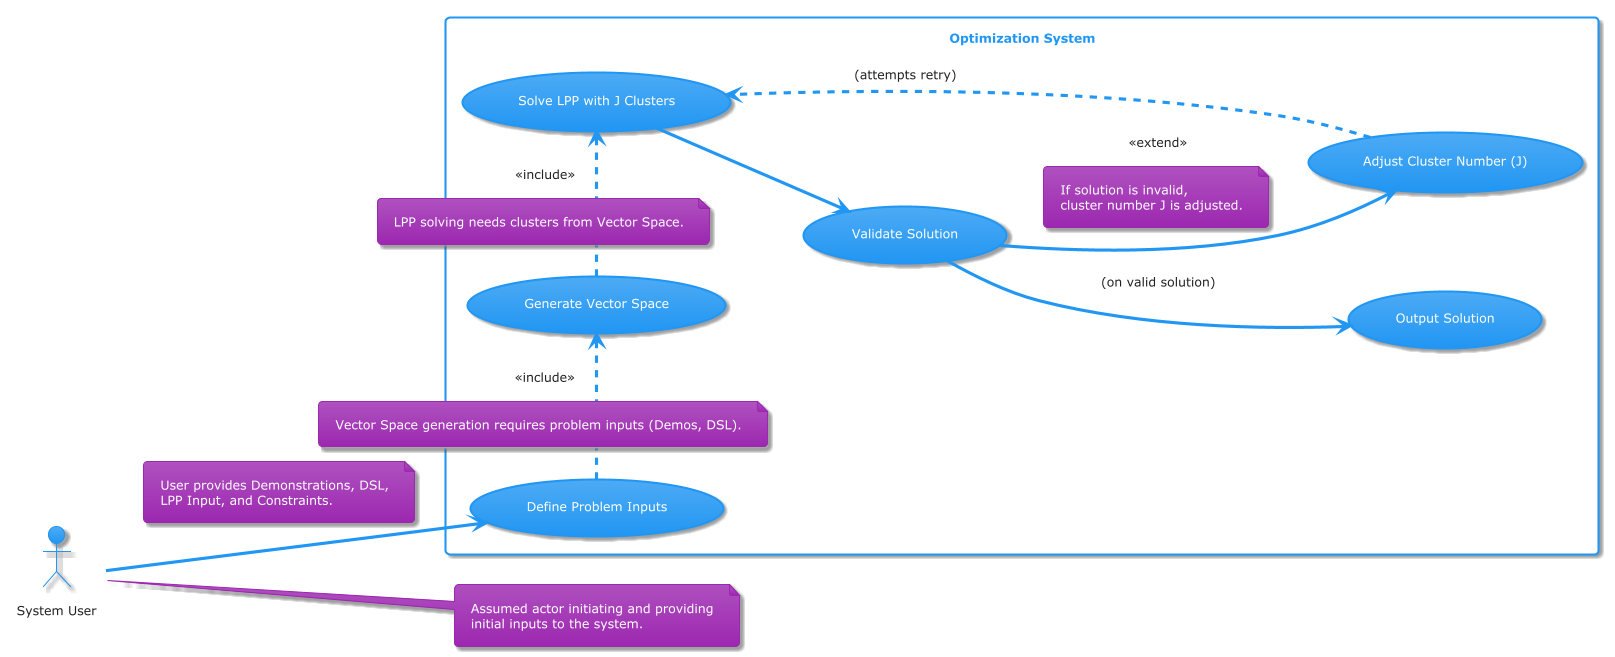 Optimization System
(attempts retry)
Solve LPP with J Clusters
«extend»
Adjust Cluster Number (J)
«include»
If solution is invalid,
cluster number J is adjusted.
LPP solving needs clusters from Vector Space.
Validate Solution
(on valid solution)
Generate Vector Space
Output Solution
«include»
Vector Space generation requires problem inputs (Demos, DSL).
User provides Demonstrations, DSL,
LPP Input, and Constraints.
Define Problem Inputs
System User
Assumed actor initiating and providing
initial inputs to the system.